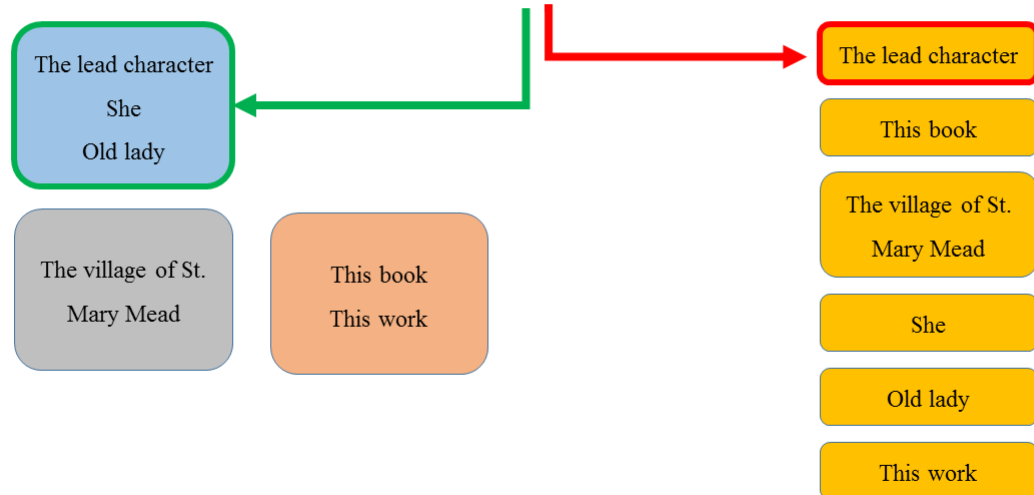 The lead character
She
Old lady
The village of St.
Mary Mead
This book
This work
The lead character
This book
The village of St.
Mary Mead
She
Old lady
This work